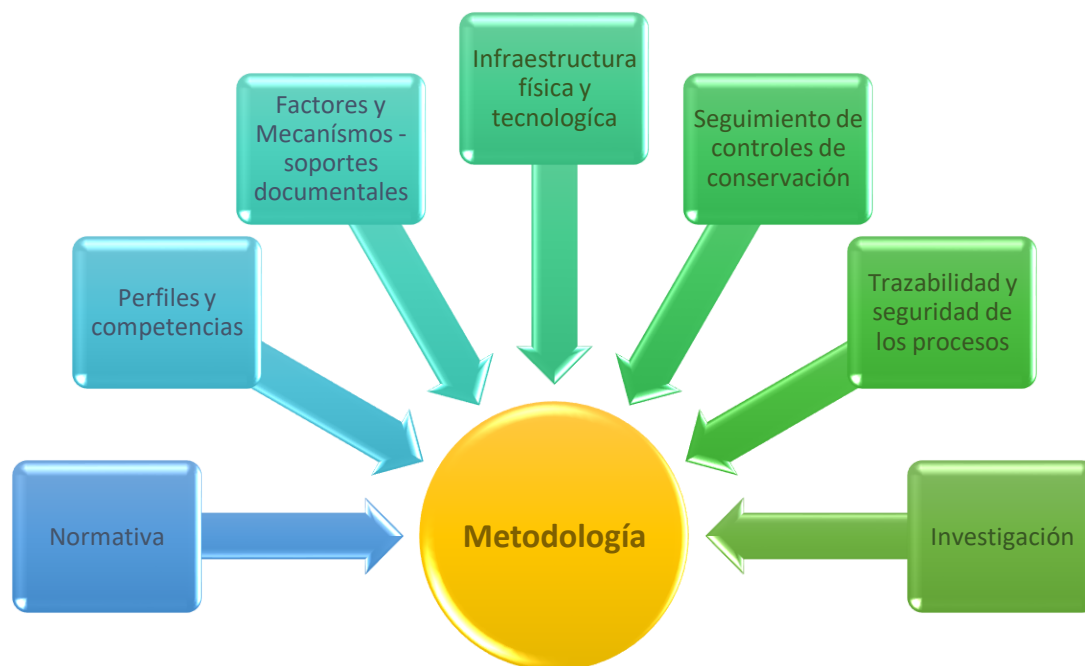 Normativa
Perfiles y
competencias
Factores y
Mecanísmos -
soportes
documentales
Infraestructura
física y
tecnologíca
Seguimiento de
controles de
conservación
Trazabilidad y
seguridad de
los procesos
Investigación
Metodología